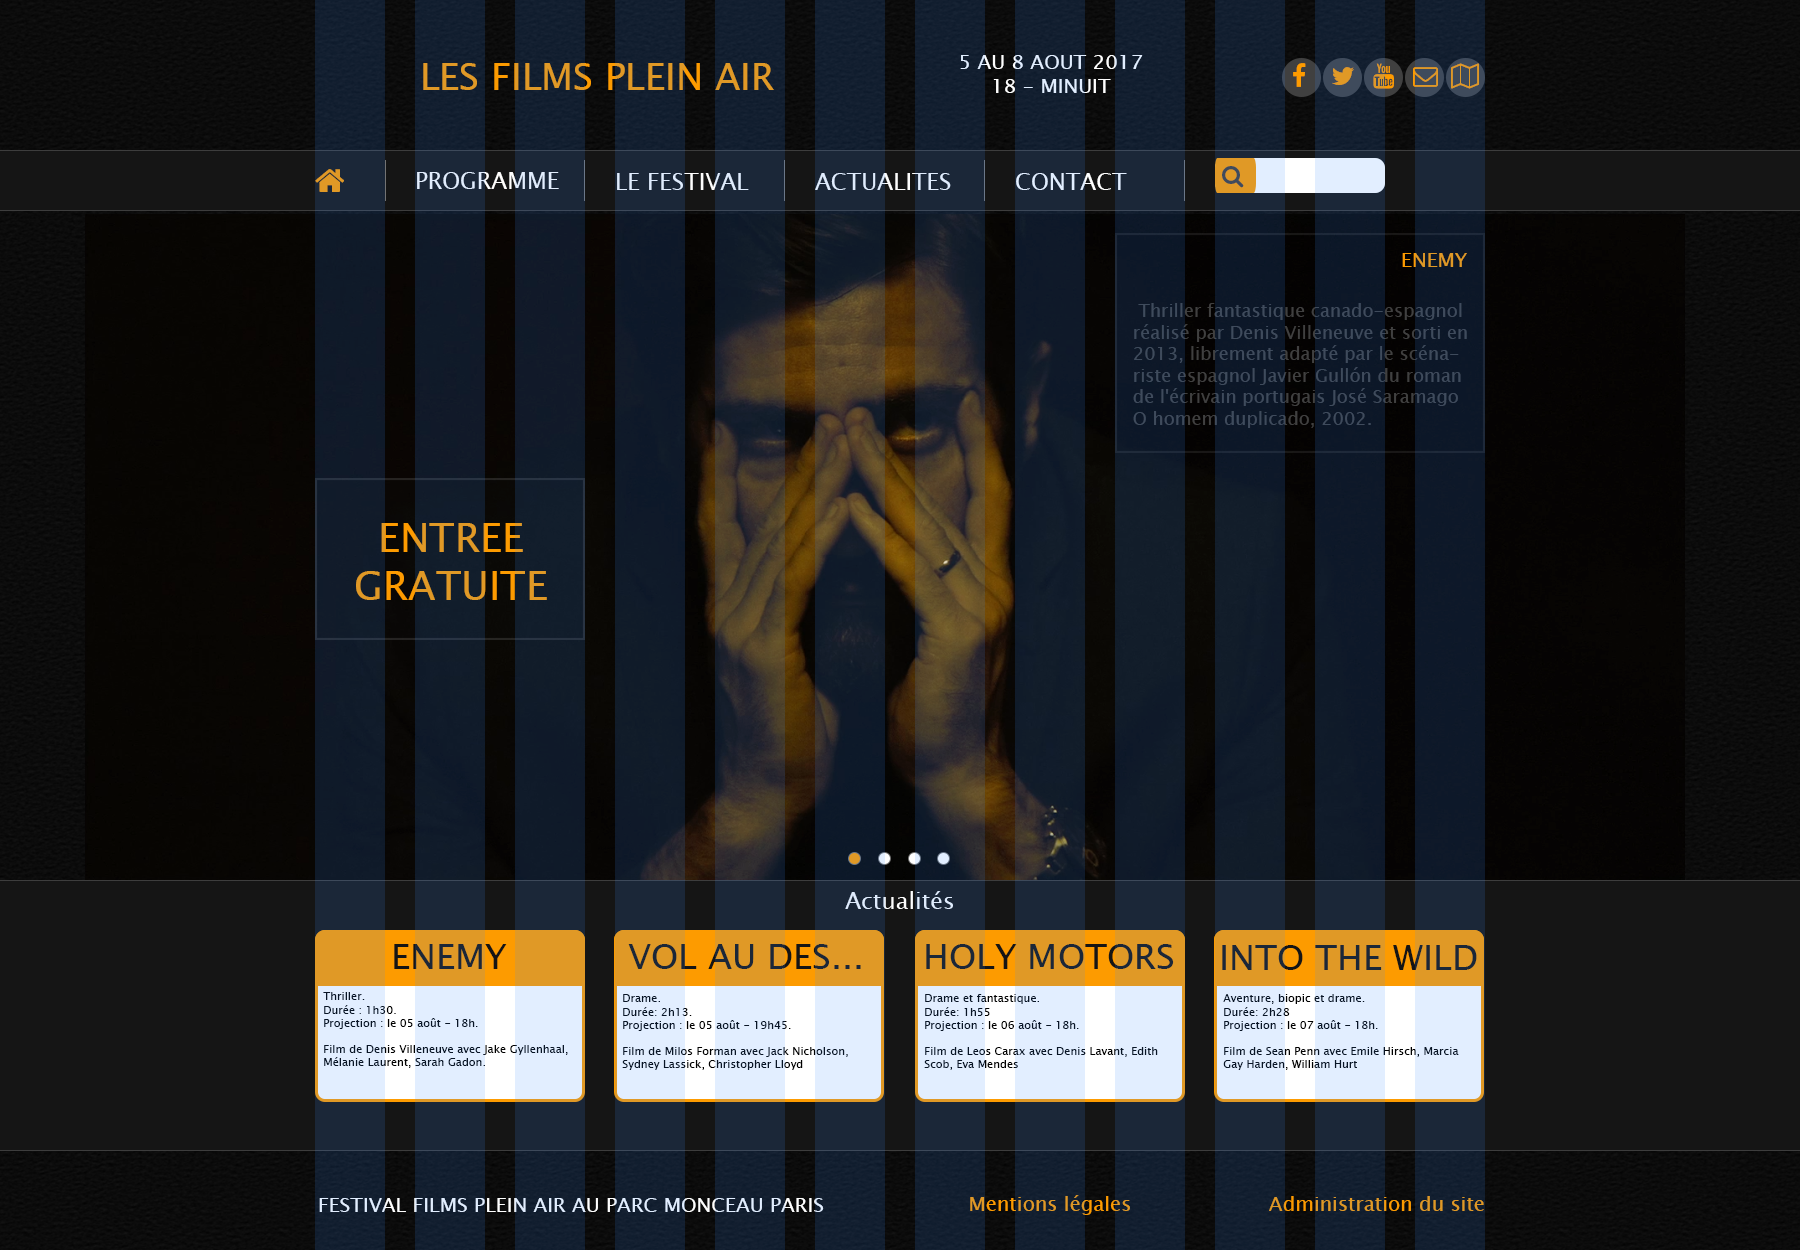 LES FILMS PLEIN AIR
5 AU 8 AOUT 2017
18 - MINUIT
You
Tube
PROGRAMME
LE FESTIVAL
ACTUALITES
CONTACT
ENEMY
Thriller fantastique canado-espagnol
réalisé par Denis Villeneuve et sorti en
2013, librement adapté par le scéna-
riste espagnol Javier Gullón du roman
de l'écrivain portugais José Saramago
O homem duplicado, 2002.
ENTREE
GRATUITE
Actualités
ENEMY
Thriller.
Durée : 1h30.
Projection : le 05 août - 18h.
Film de Denis Villeneuve avec Jake Gyllenhaal,
Mélanie Laurent, Sarah Gadon.
VOL AU DES...
Drame.
Durée: 2h13.
Projection : le 05 août - 19h45.
Film de Milos Forman avec Jack Nicholson,
Sydney Lassick, Christopher Lloyd
HOLY MOTORS
Drame et fantastique.
Durée: 1h55
Projection : le 06 août - 18h.
Film de Leos Carax avec Denis Lavant, Edith
Scob, Eva Mendes
INTO THE WILD
Aventure, biopic et drame.
Durée: 2h28
Projection : le 07 août - 18h.
Film de Sean Penn avec Emile Hirsch, Marcia
Gay Harden, William Hurt
FESTIVAL FILMS PLEIN AIR AU PARC MONCEAU PARIS
Mentions légales
Administration du site